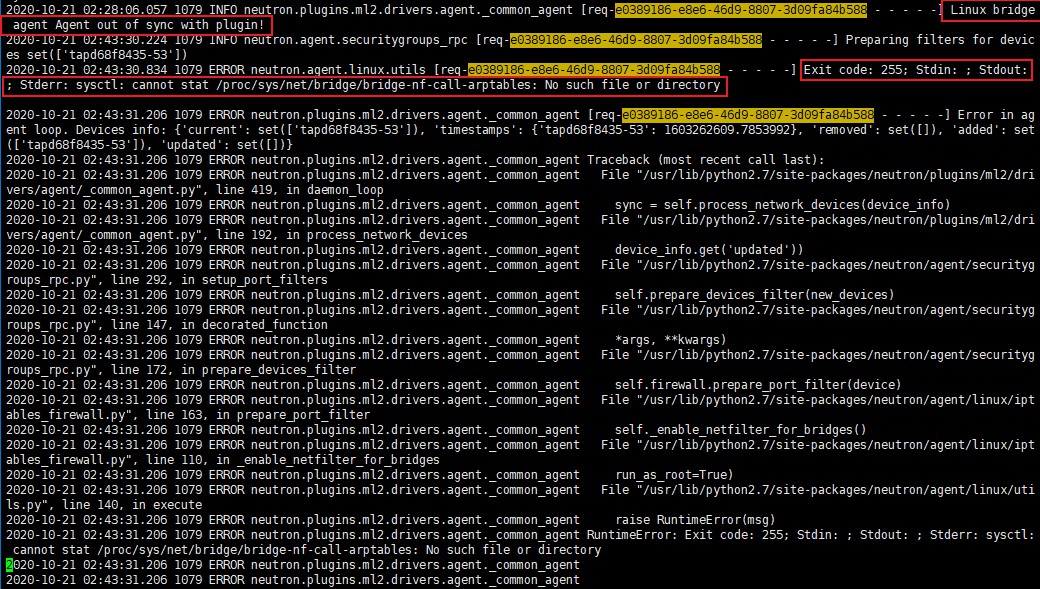 2020-10-21 02:28:06.057 1079 INFO neutron.plugins.ml2.drivers.agent._common_agent [req-e0389186-e8e6-46d9-8807-3d09fa84b588 - - - - -] Linux bridge
 agent Agent out of sync with plugin!
2020-10-21 02:43:30.224 1079 INFO neutron.agent.securitygroups_rpc [req-e0389186-e8e6-46d9-8807-3d09fa84b588 - - - - -] Preparing filters for devic
es set(['tapd68f8435-53'])
2020-10-21 02:43:30.834 1079 ERROR neutron.agent.linux.utils [req-e0389186-e8e6-46d9-8807-3d09fa84b588 - - - - -] Exit code: 255; Stdin: ; Stdout:
; Stderr: sysctl: cannot stat /proc/sys/net/bridge/bridge-nf-call-arptables: No such file or directory
2020-10-21 02:43:31.206 1079 ERROR neutron.plugins.ml2.drivers.agent._common_agent [req-e0389186-e8e6-46d9-8807-3d09fa84b588 - - - - -] Error in ag
ent loop. Devices info: {'current': set(['tapd68f8435-53']), 'timestamps': {'tapd68f8435-53': 1603262609.7853992}, 'removed': set([]), 'added': set
(['tapd68f8435-53']), 'updated': set([])}
2020-10-21 02:43:31.206 1079 ERROR neutron.plugins.ml2.drivers.agent._common_agent Traceback (most recent call last):
2020-10-21 02:43:31.206 1079 ERROR neutron.plugins.ml2.drivers.agent._common_agent   File "/usr/lib/python2.7/site-packages/neutron/plugins/ml2/dri
vers/agent/_common_agent.py", line 419, in daemon_loop
2020-10-21 02:43:31.206 1079 ERROR neutron.plugins.ml2.drivers.agent._common_agent     sync = self.process_network_devices(device_info)
2020-10-21 02:43:31.206 1079 ERROR neutron.plugins.ml2.drivers.agent._common_agent   File "/usr/lib/python2.7/site-packages/neutron/plugins/ml2/dri
vers/agent/_common_agent.py", line 192, in process_network_devices
2020-10-21 02:43:31.206 1079 ERROR neutron.plugins.ml2.drivers.agent._common_agent     device_info.get('updated'))
2020-10-21 02:43:31.206 1079 ERROR neutron.plugins.ml2.drivers.agent._common_agent   File "/usr/lib/python2.7/site-packages/neutron/agent/securityg
roups_rpc.py", line 292, in setup_port_filters
2020-10-21 02:43:31.206 1079 ERROR neutron.plugins.ml2.drivers.agent._common_agent     self.prepare_devices_filter(new_devices)
2020-10-21 02:43:31.206 1079 ERROR neutron.plugins.ml2.drivers.agent._common_agent   File "/usr/lib/python2.7/site-packages/neutron/agent/securityg
roups_rpc.py", line 147, in decorated_function
2020-10-21 02:43:31.206 1079 ERROR neutron.plugins.ml2.drivers.agent._common_agent     *args, **kwargs)
2020-10-21 02:43:31.206 1079 ERROR neutron.plugins.ml2.drivers.agent._common_agent   File "/usr/lib/python2.7/site-packages/neutron/agent/securityg
roups_rpc.py", line 172, in prepare_devices_filter
2020-10-21 02:43:31.206 1079 ERROR neutron.plugins.ml2.drivers.agent._common_agent     self.firewall.prepare_port_filter(device)
2020-10-21 02:43:31.206 1079 ERROR neutron.plugins.ml2.drivers.agent._common_agent   File "/usr/lib/python2.7/site-packages/neutron/agent/linux/ipt
ables_firewall.py", line 163, in prepare_port_filter
2020-10-21 02:43:31.206 1079 ERROR neutron.plugins.ml2.drivers.agent._common_agent     self._enable_netfilter_for_bridges()
2020-10-21 02:43:31.206 1079 ERROR neutron.plugins.ml2.drivers.agent._common_agent   File "/usr/lib/python2.7/site-packages/neutron/agent/linux/ipt
ables_firewall.py", line 110, in _enable_netfilter_for_bridges
2020-10-21 02:43:31.206 1079 ERROR neutron.plugins.ml2.drivers.agent._common_agent     run_as_root=True)
2020-10-21 02:43:31.206 1079 ERROR neutron.plugins.ml2.drivers.agent._common_agent   File "/usr/lib/python2.7/site-packages/neutron/agent/linux/uti
ls.py", line 140, in execute
2020-10-21 02:43:31.206 1079 ERROR neutron.plugins.ml2.drivers.agent._common_agent     raise RuntimeError(msg)
2020-10-21 02:43:31.206 1079 ERROR neutron.plugins.ml2.drivers.agent._common_agent RuntimeError: Exit code: 255; Stdin: ; Stdout: ; Stderr: sysctl:
 cannot stat /proc/sys/net/bridge/bridge-nf-call-arptables: No such file or directory
2020-10-21 02:43:31.206 1079 ERROR neutron.plugins.ml2.drivers.agent._common_agent
2020-10-21 02:43:31.206 1079 ERROR neutron.plugins.ml2.drivers.agent._common_agent